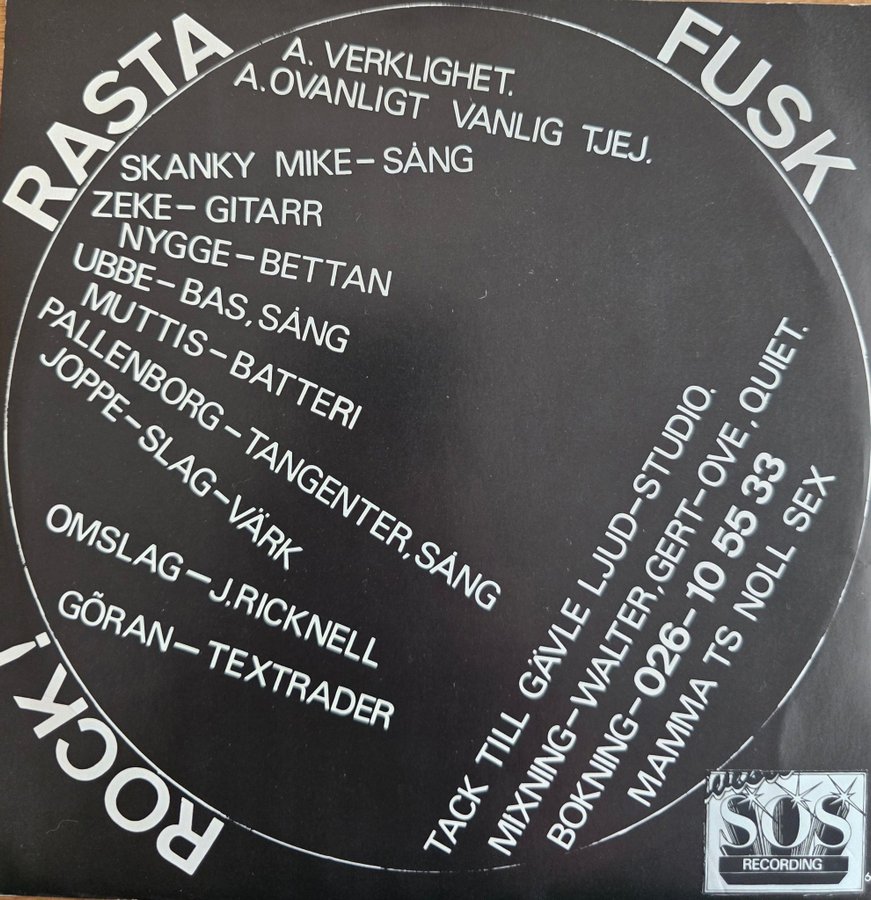 RASTA
FUSK
ROCK!
A. VERKLIGHET.
A. OVANLIGT VANLIG TJEJ.
SKANKY MIKE-SÅNG
ZEKE-GITARR
NYGGE-BETTAN
UBBE-BAS, SÅNG
MUTTIS-BATTERI
PALLENBORG-TANGENTER, SÅNG
JOPPE-SLAG-VÄRK
OMSLAG-J.RICKNELL
GÕRAN-TEXTRADER
TACK TILL GÄVLE LJUD-STUDIO.
MIXNING-WALTER, GERT-OVE, QUIET.
BOKNING-026-10 55 33
MAMMA TS NOLL SEX
SOS
RECORDING
6